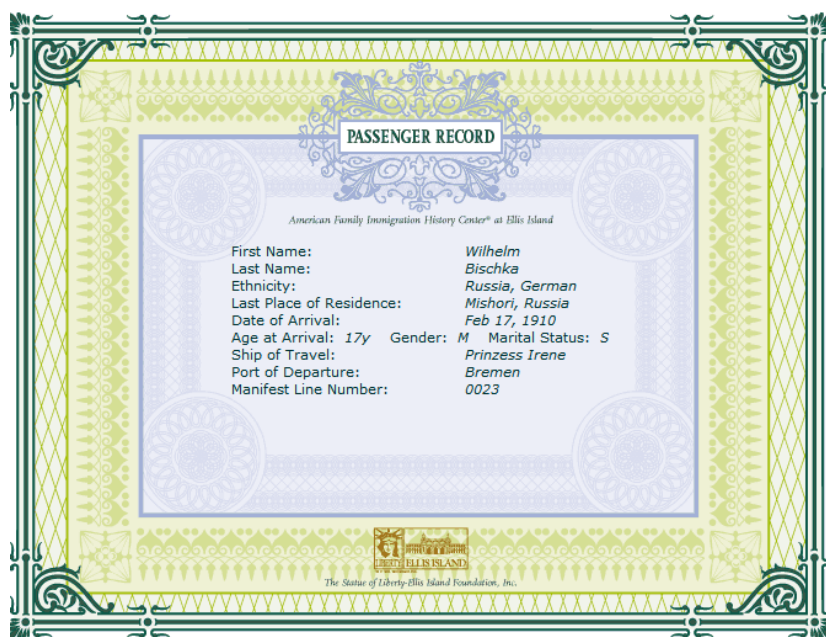 PASSENGER RECORD
American Family Immigration History Center® at Ellis Island
First Name: Wilhelm
Last Name: Bischka
Ethnicity: Russia, German
Last Place of Residence: Mishori, Russia
Date of Arrival: Feb 17, 1910
Age at Arrival: 17y Gender: M Marital Status: S
Ship of Travel: Prinzess Irene
Port of Departure: Bremen
Manifest Line Number: 0023
LIBERTY ELLIS ISLAND
The Statue of Liberty-Ellis Island Foundation, Inc.